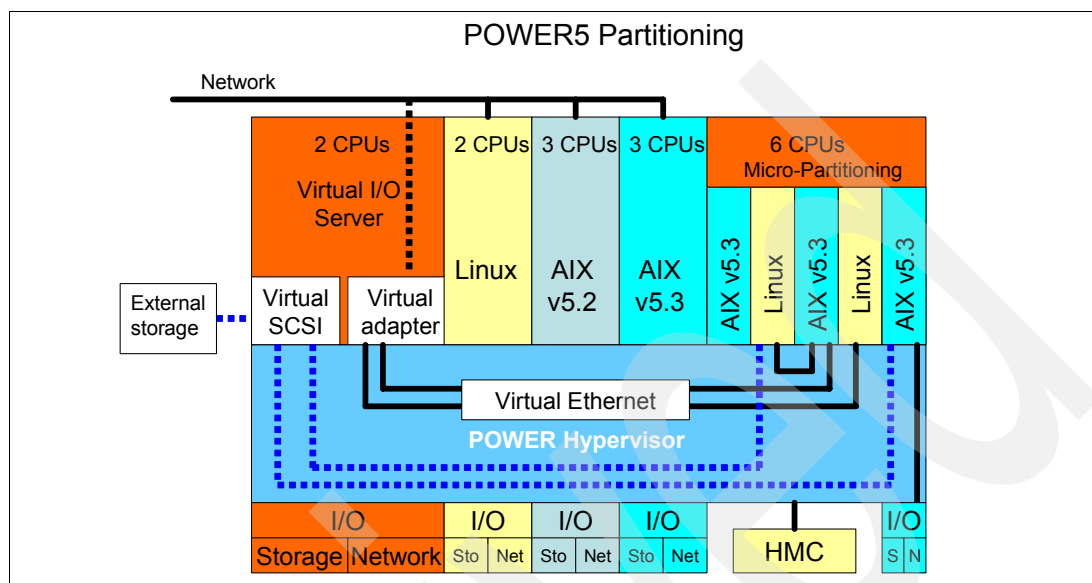 POWER5 Partitioning
Network
2 CPUs
2 CPUs
3 CPUs
3 CPUs
6 CPUs
Micro-Partitioning
Virtual I/O
Server
Linux
AIX
v5.2
AIX
v5.3
AIX v5.3
Linux
AIX v5.3
Linux
AIX v5.3
External
storage
Virtual
SCSI
Virtual
adapter
Virtual Ethernet
POWER Hypervisor
I/O
I/O
I/O
I/O
I/O
Storage
Network
Sto
Net
Sto
Net
Sto
Net
HMC
S
N